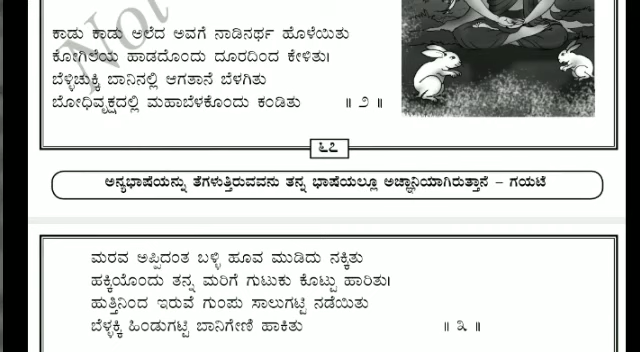 ಕಾಡು ಕಾಡು ಅಲೆದ ಅವಗೆ ನಾಡಿನರ್ಥ ಹೊಳೆಯಿತು
ಕೋಗಿಲೆಯ ಹಾಡದೊಂದು ದೂರದಿಂದ ಕೇಳಿತು।
ಬೆಳ್ಳಿಚುಕ್ಕಿ ಬಾನಿನಲ್ಲಿ ಆಗತಾನೆ ಬೆಳಗಿತು
ಬೋಧಿವೃಕ್ಷದಲ್ಲಿ ಮಹಾಬೆಳಕೊಂದು ಕಂಡಿತು ॥ ೨ ॥
೬೭
ಅನ್ಯಭಾಷೆಯನ್ನು ತೆಗಳುತ್ತಿರುವವನು ತನ್ನ ಭಾಷೆಯಲ್ಲೂ ಅಜ್ಞಾನಿಯಾಗಿರುತ್ತಾನೆ – ಗಯಟೆ
ಮರವ ಅಪ್ಪಿದಂತ ಬಳ್ಳಿ ಹೂವ ಮುಡಿದು ನಕ್ಕಿತು
ಹಕ್ಕಿಯೊಂದು ತನ್ನ ಮರಿಗೆ ಗುಟುಕು ಕೊಟ್ಟು ಹಾರಿತು।
ಹುತ್ತಿನಿಂದ ಇರುವೆ ಗುಂಪು ಸಾಲುಗಟ್ಟಿ ನಡೆಯಿತು
ಬೆಳ್ಳಕ್ಕಿ ಹಿಂಡುಗಟ್ಟಿ ಬಾನಿಗೇಣಿ ಹಾಕಿತು ॥ ೩ ॥